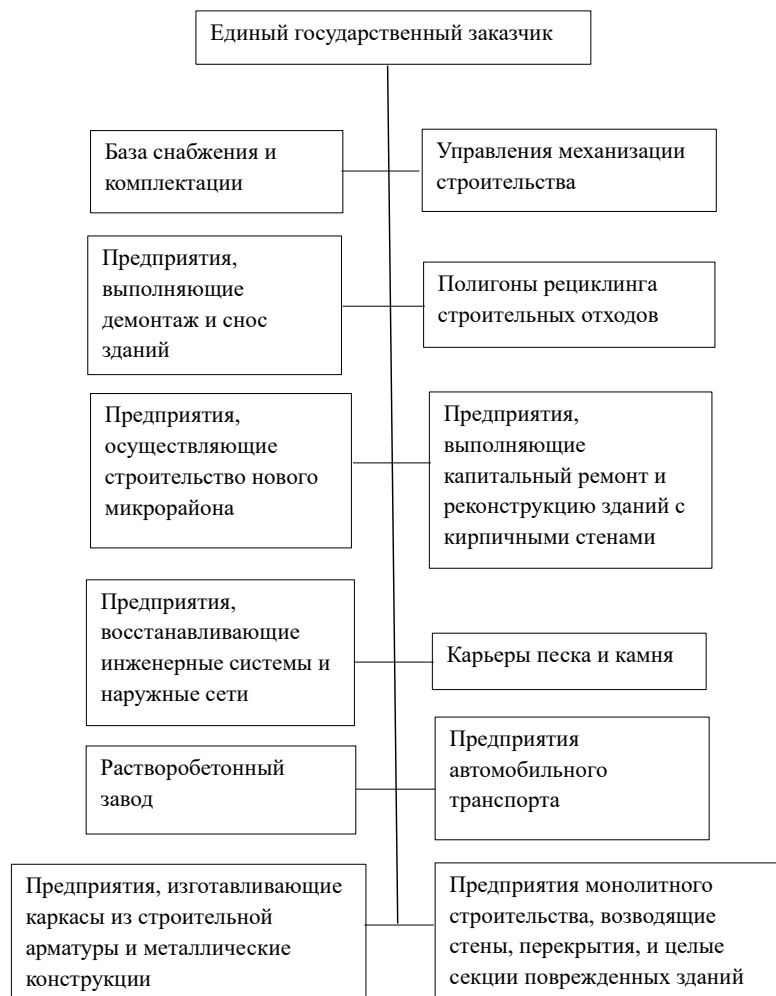 Единый государственный заказчик
База снабжения и
комплектации
Управления механизации
строительства
Предприятия,
выполняющие
демонтаж и снос
зданий
Полигоны рециклинга
строительных отходов
Предприятия,
осуществляющие
строительство нового
микрорайона
Предприятия,
выполняющие
капитальный ремонт и
реконструкцию зданий с
кирпичными стенами
Предприятия,
восстанавливающие
инженерные системы и
наружные сети
Карьеры песка и камня
Растворобетонный
завод
Предприятия
автомобильного
транспорта
Предприятия, изготавливающие
каркасы из строительной
арматуры и металлические
конструкции
Предприятия монолитного
строительства, возводящие
стены, перекрытия, и целые
секции поврежденных зданий